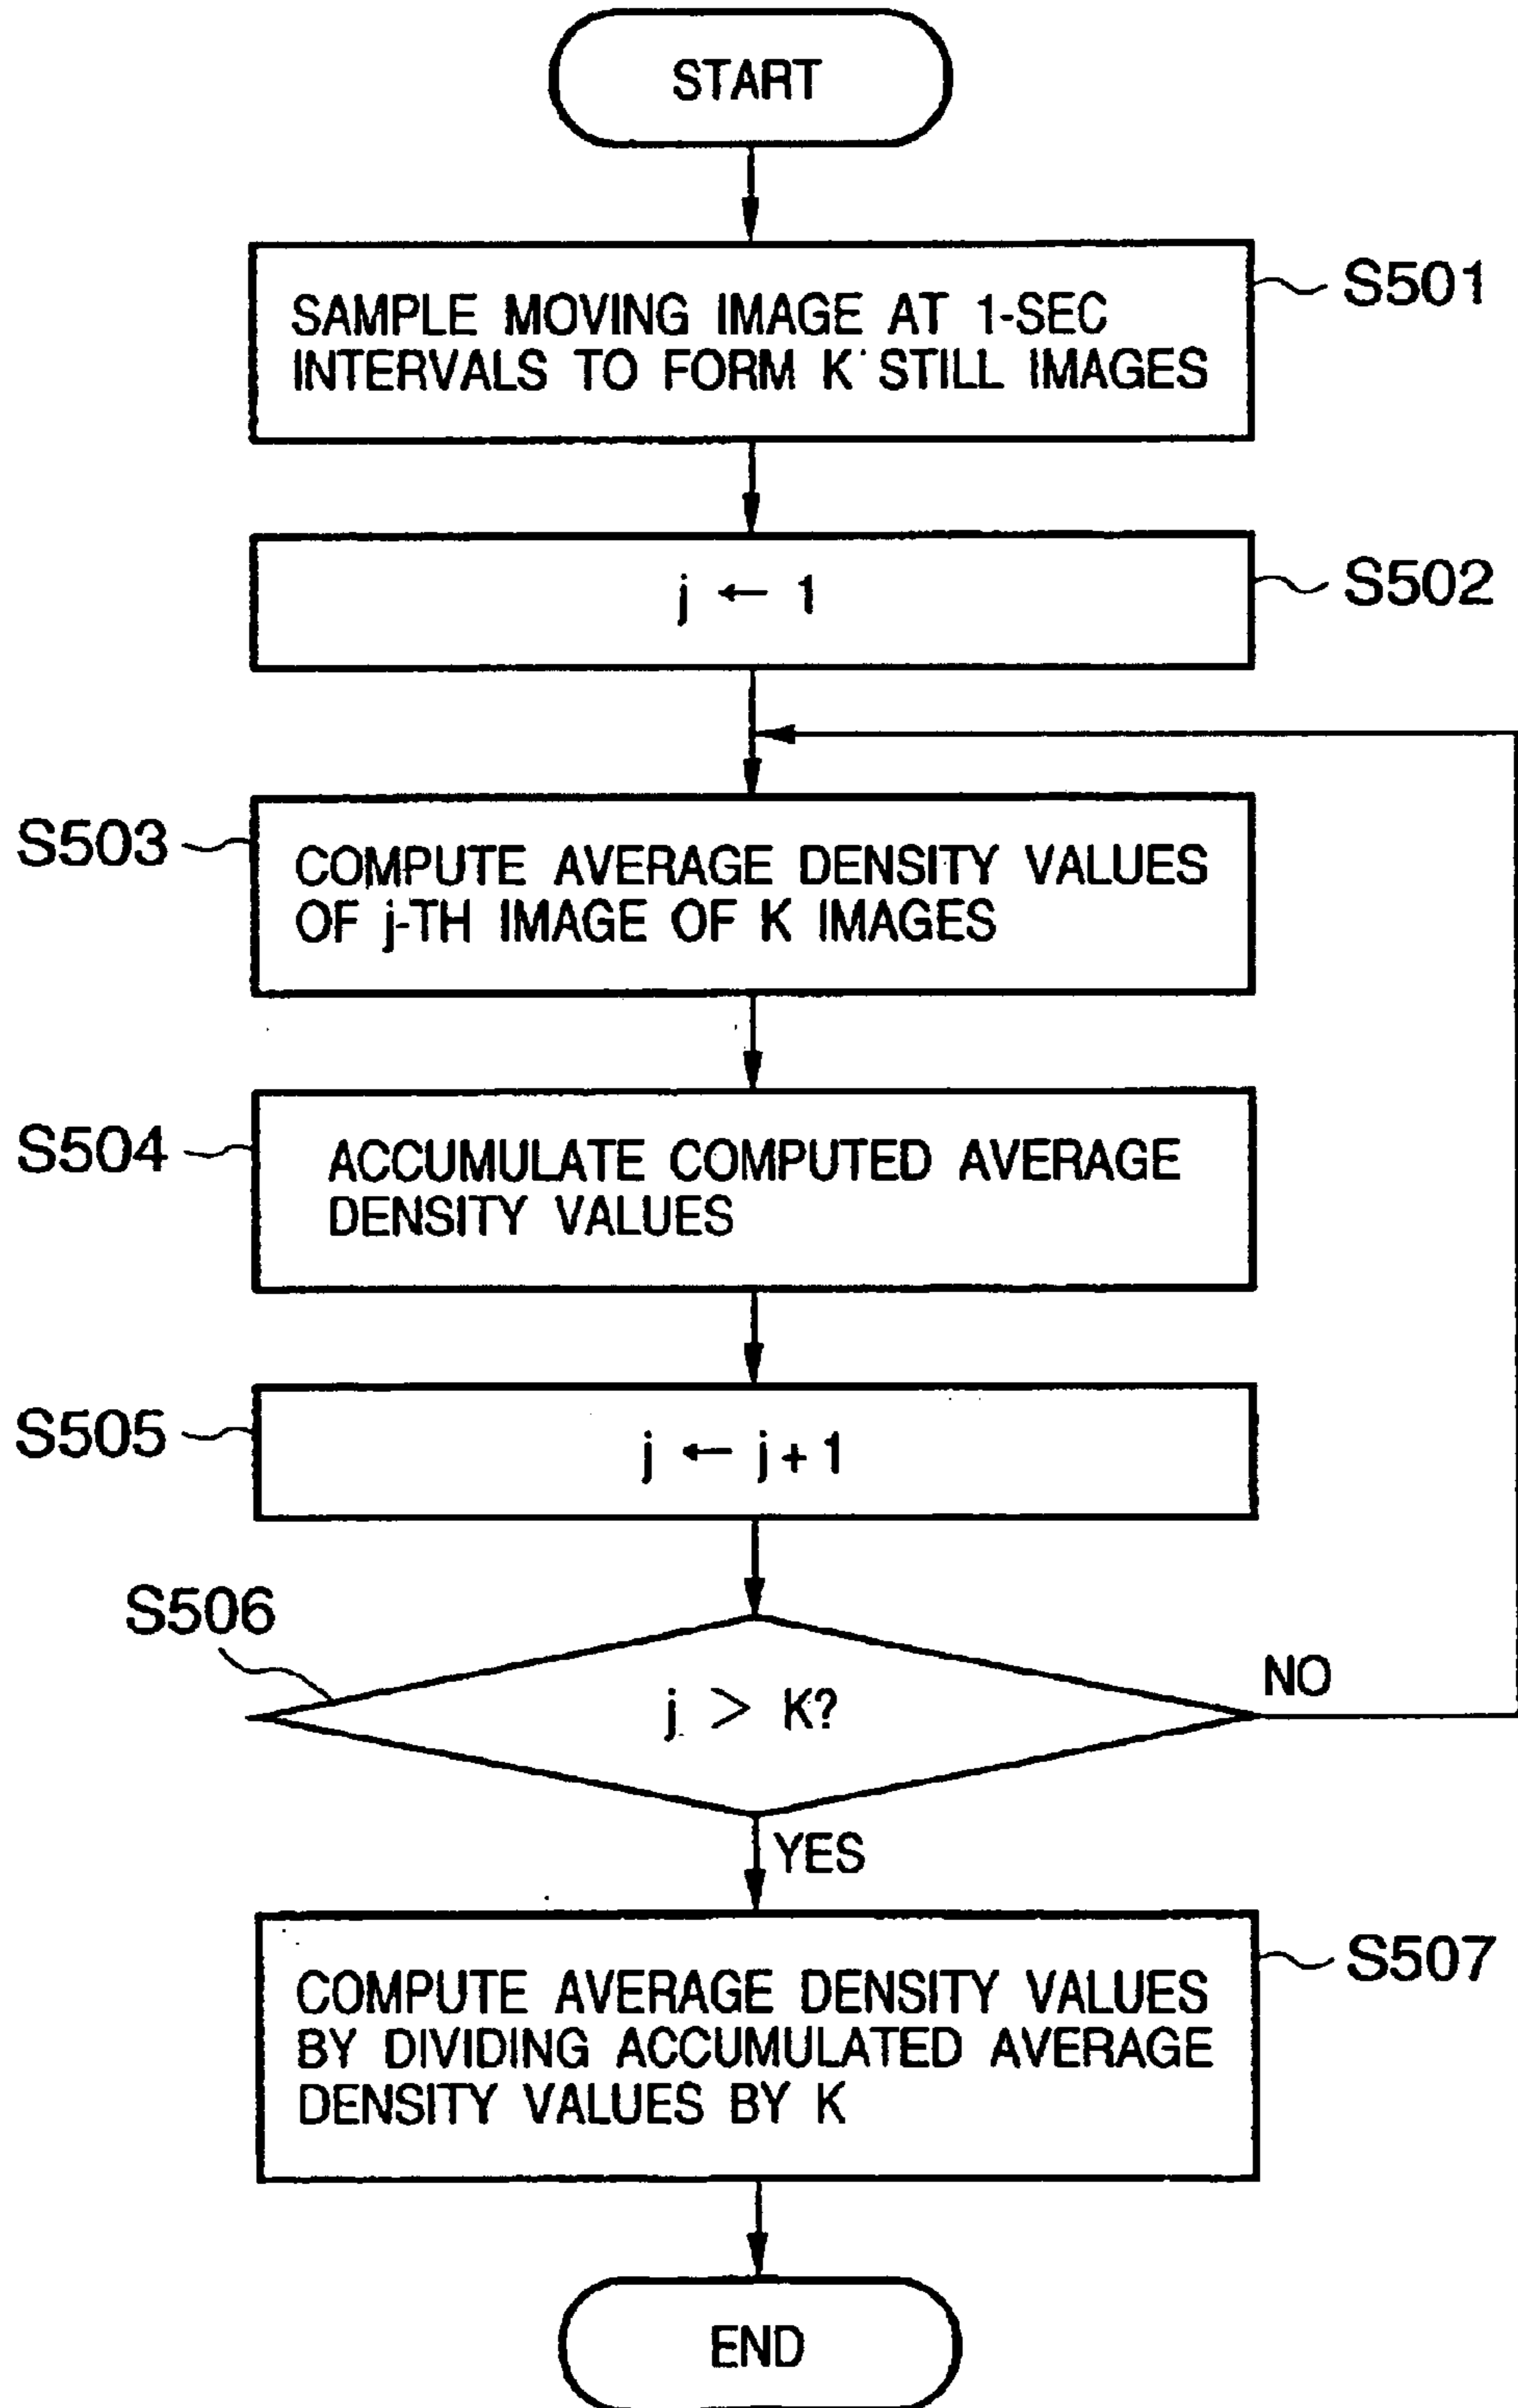 START
SAMPLE MOVING IMAGE AT 1-SEC
INTERVALS TO FORM K STILL IMAGES
S501
j ← 1
S502
S503
COMPUTE AVERAGE DENSITY VALUES
OF j-TH IMAGE OF K IMAGES
S504
ACCUMULATE COMPUTED AVERAGE
DENSITY VALUES
S505
j ← j + 1
S506
j > K?
NO
YES
COMPUTE AVERAGE DENSITY VALUES
BY DIVIDING ACCUMULATED AVERAGE
DENSITY VALUES BY K
S507
END